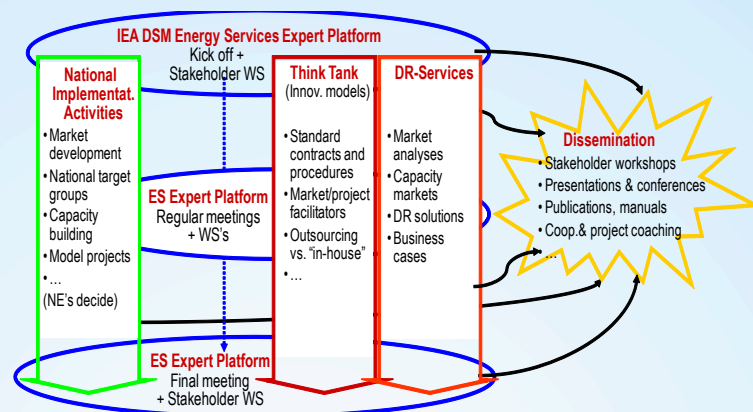 IEA DSM Energy Services Expert Platform
Kick off +
Stakeholder WS
National
Implementat.
Activities
• Market
development
• National target
groups
• Capacity
building
• Model projects
• ...
(NE's decide)
ES Expert Platform
Regular meetings
+ WS's
ES Expert Platform
Final meeting
+ Stakeholder WS
Think Tank
(Innov. models)
• Standard
contracts and
procedures
• Market/project
facilitators
• Outsourcing
vs. "in-house"
• ...
DR-Services
• Market
analyses
• Capacity
markets
• DR solutions
• Business
cases
Dissemination
• Stakeholder workshops
• Presentations & conferences
• Publications, manuals
• Coop.& project coaching
...